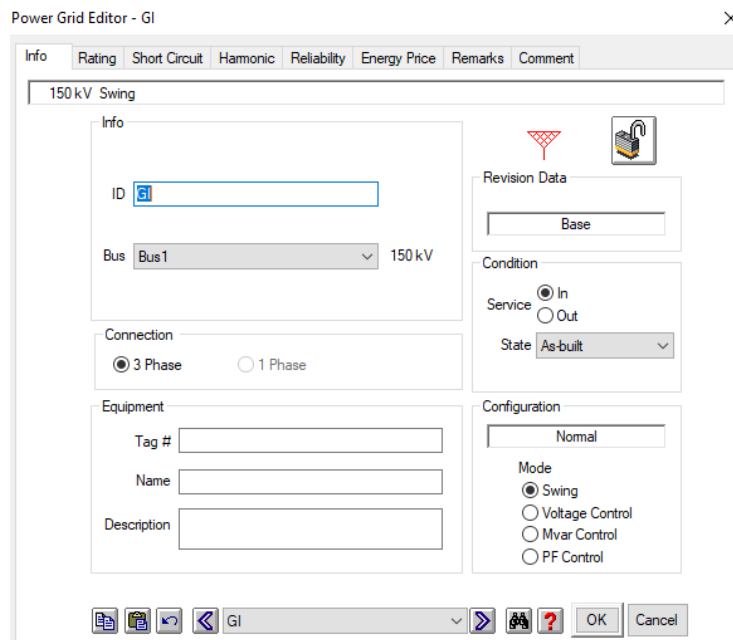 Power Grid Editor - GI
Info Rating Short Circuit Harmonic Reliability Energy Price Remarks Comment
150 kV Swing
Info
ID GI
Bus Bus1 150 kV
Connection
3 Phase 1 Phase
Equipment
Tag #
Name
Description
Revision Data
Base
Condition
Service In
Out
State As-built
Configuration
Normal
Mode
Swing
Voltage Control
Mvar Control
PF Control
GI ? OK Cancel